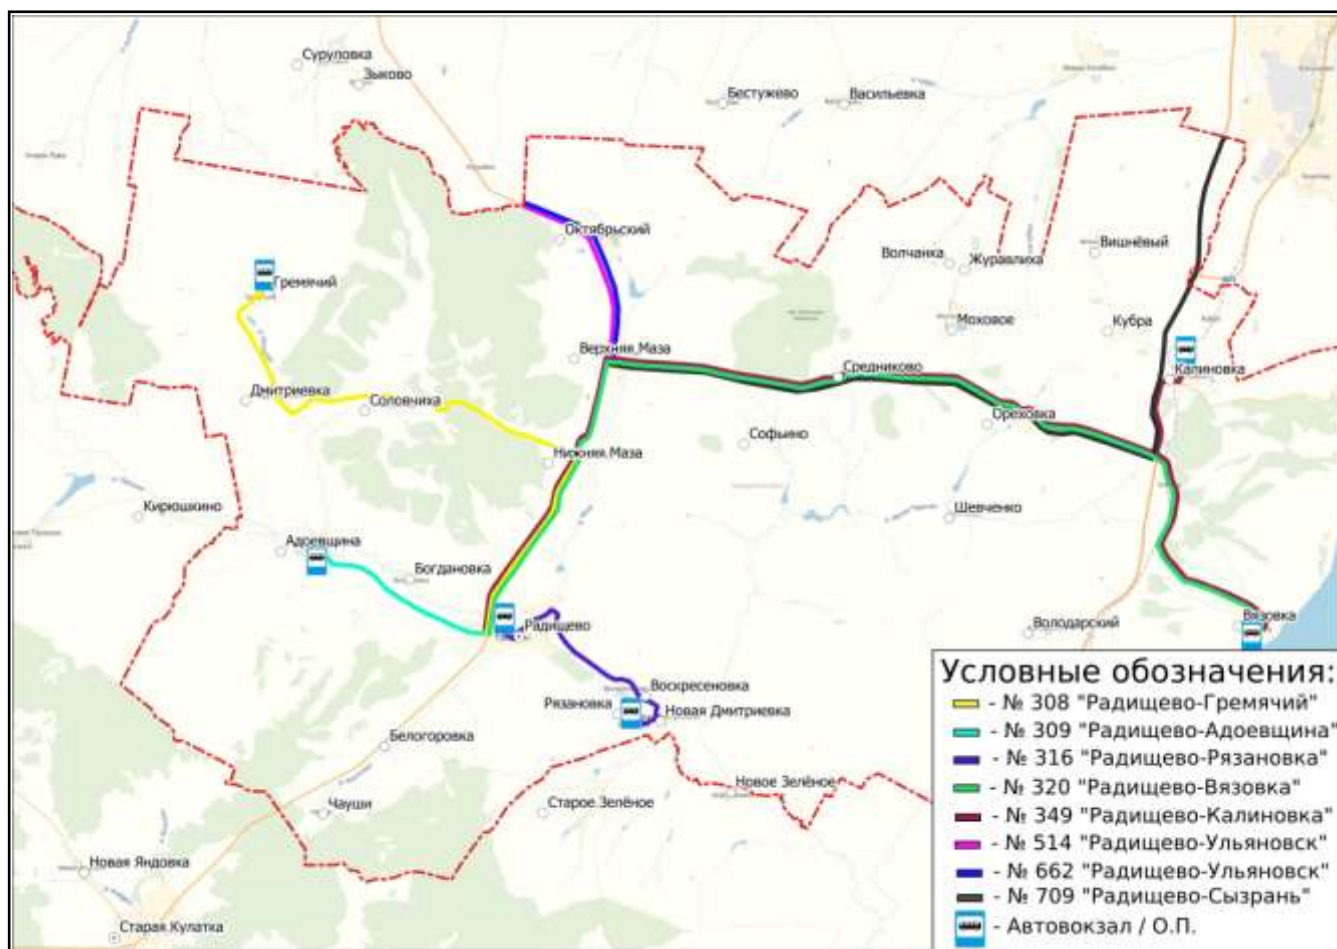 Суруловка
Зыково
Бестужево
Васильевка
Октябрьский
Вишнёвый
Волчанка
Журавлиха
Гремячий
Моховое
Кубра
Верхняя Маза
Средниково
Калиновка
Дмитриевка
Соловчиха
Ореховка
Софьино
Нижняя Маза
Кирюшкино
Шевченко
Адоевщина
Богдановка
Радищево
Вязовка
Володарский
Воскресеновка
Рязановка
Новая Дмитриевка
Белогоровка
Новое Зелёное
Старое Зелёное
Чауши
Новая Яндовка
Старая Кулатка
Условные обозначения:
- № 308 "Радищево-Гремячий"
- № 309 "Радищево-Адоевщина"
- № 316 "Радищево-Рязановка"
- № 320 "Радищево-Вязовка"
- № 349 "Радищево-Калиновка"
- № 514 "Радищево-Ульяновск"
- № 662 "Радищево-Ульяновск"
- № 709 "Радищево-Сызрань"
- Автовокзал / О.П.